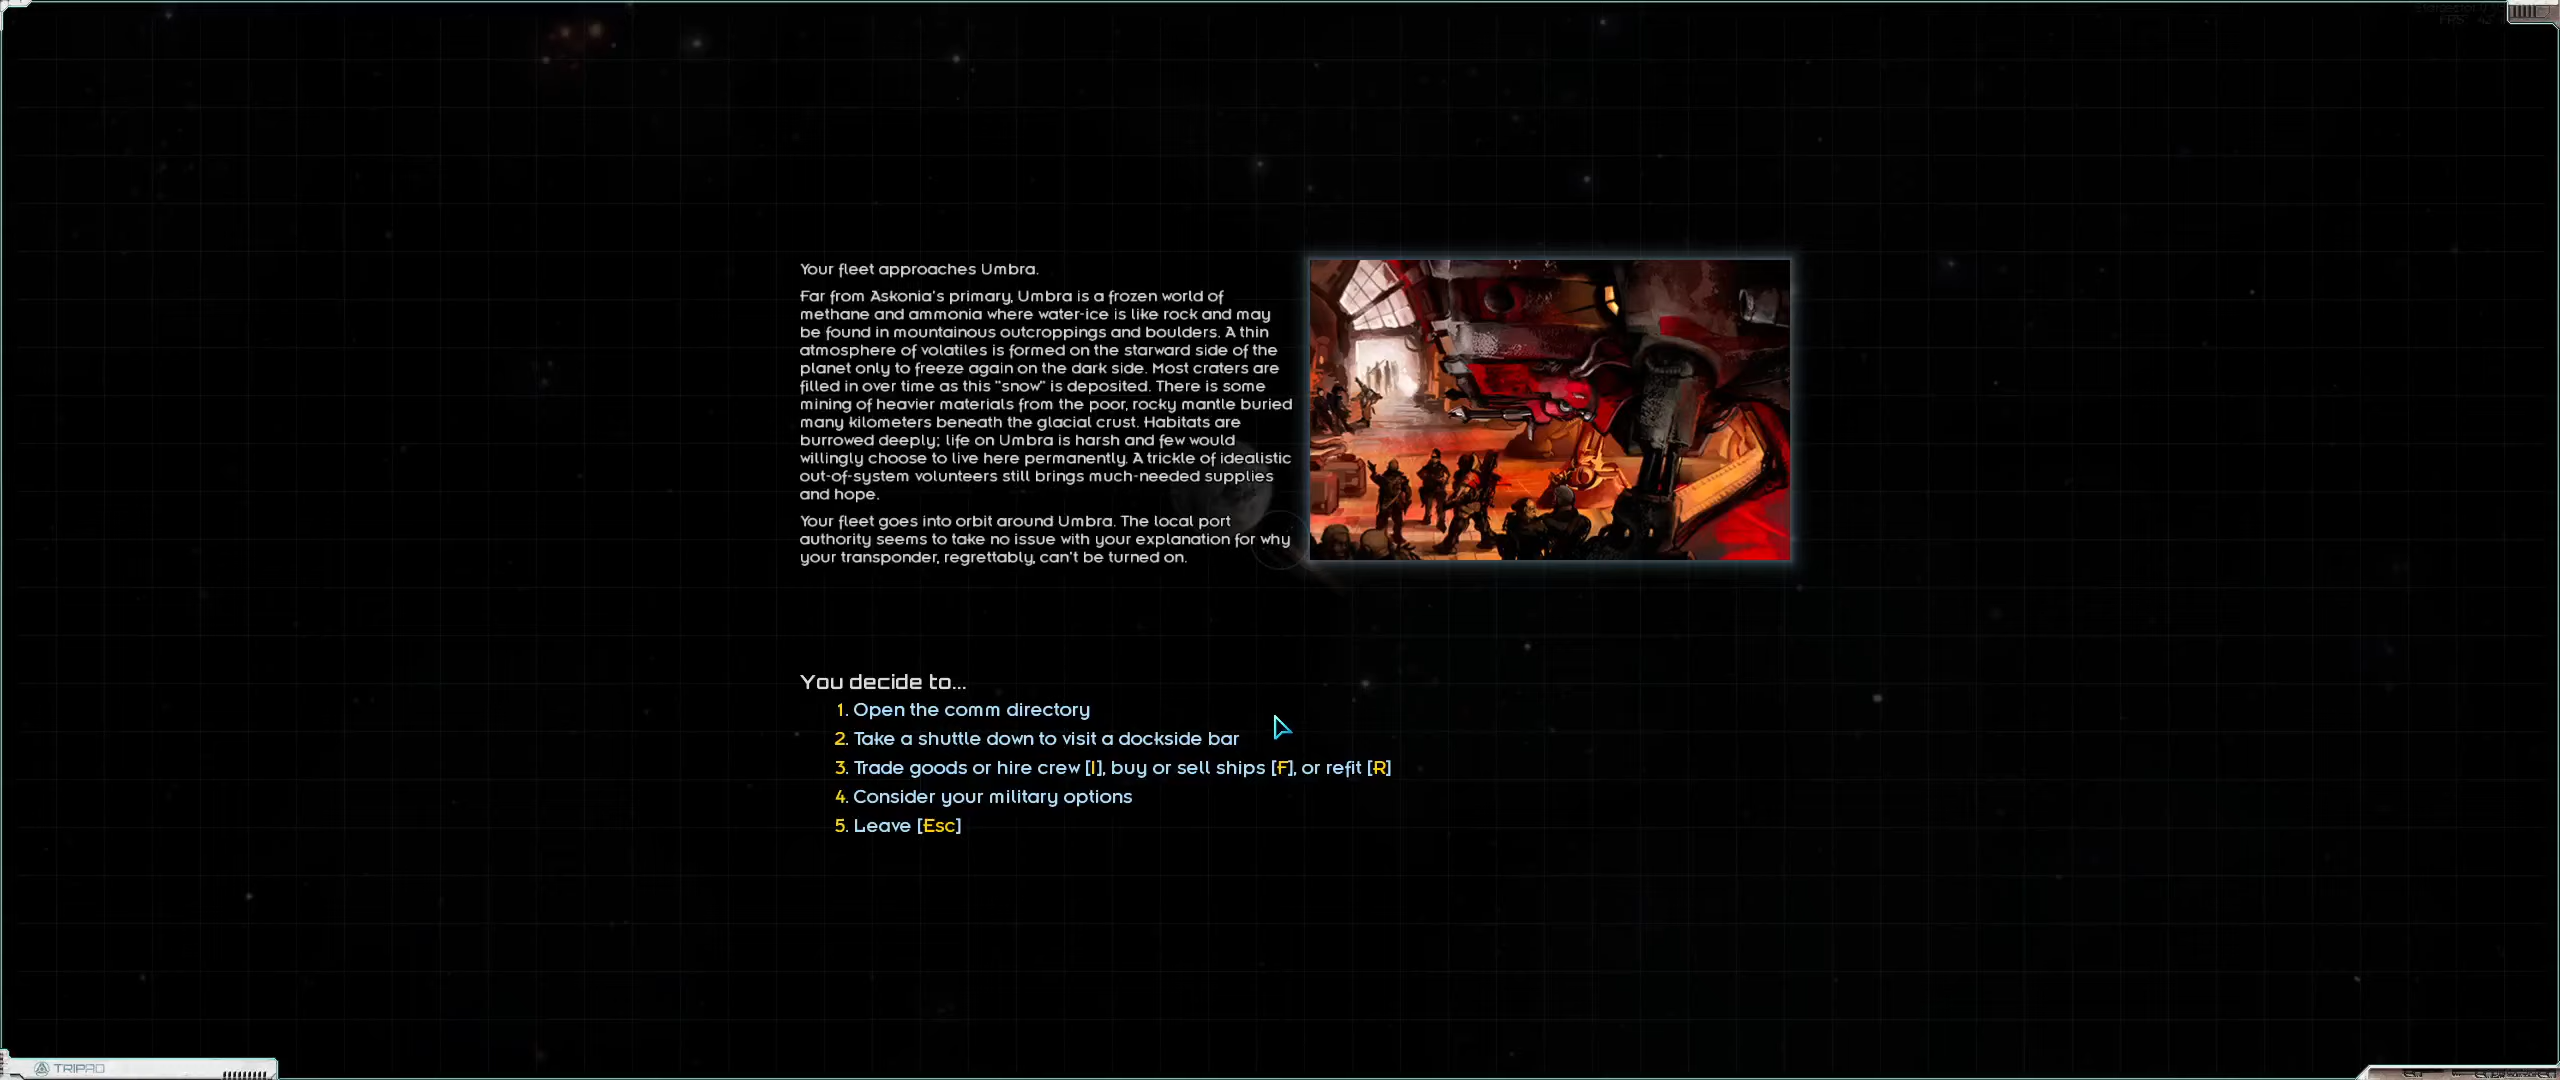 Your fleet approaches Umbra.
Far from Askonia's primary, Umbra is a frozen world of
methane and ammonia where water-ice is like rock and may
be found in mountainous outcroppings and boulders. A thin
atmosphere of volatiles is formed on the starward side of the
planet only to freeze again on the dark side. Most craters are
filled in over time as this "snow" is deposited. There is some
mining of heavier materials from the poor, rocky mantle buried
many kilometers beneath the glacial crust. Habitats are
burrowed deeply; life on Umbra is harsh and few would
willingly choose to live here permanently. A trickle of idealistic
out-of-system volunteers still brings much-needed supplies
and hope.
Your fleet goes into orbit around Umbra. The local port
authority seems to take no issue with your explanation for why
your transponder, regrettably, can't be turned on.
You decide to...
1. Open the comm directory
2. Take a shuttle down to visit a dockside bar
3. Trade goods or hire crew [I], buy or sell ships [F], or refit [R]
4. Consider your military options
5. Leave [Esc]
TRIPAD